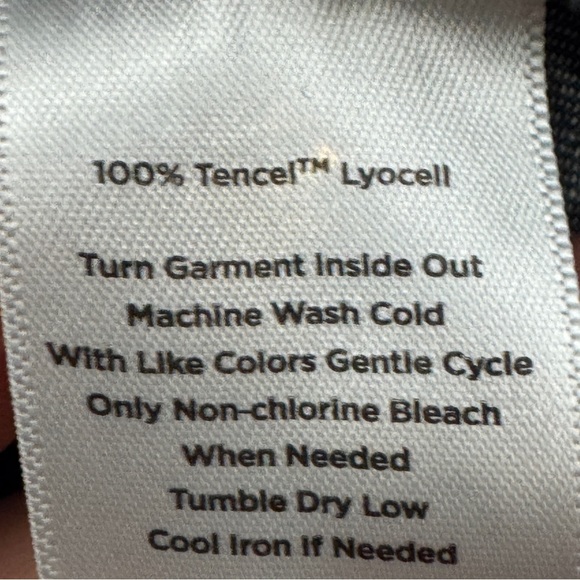 100% Tencel™ Lyocell
Turn Garment Inside Out
Machine Wash Cold
With Like Colors Gentle Cycle
Only Non-chlorine Bleach
When Needed
Tumble Dry Low
Cool Iron If Needed